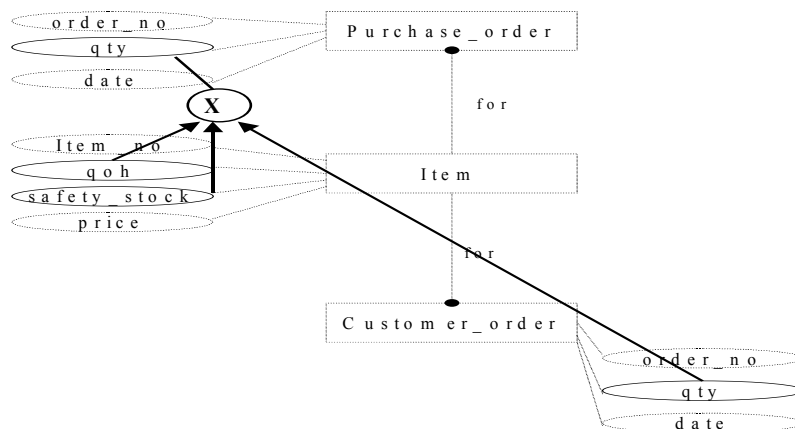 order_no
qty
date
Purchase_order
for
X
Item_no
qoh
safety_stock
price
Item
for
Customer_order
order_no
qty
date